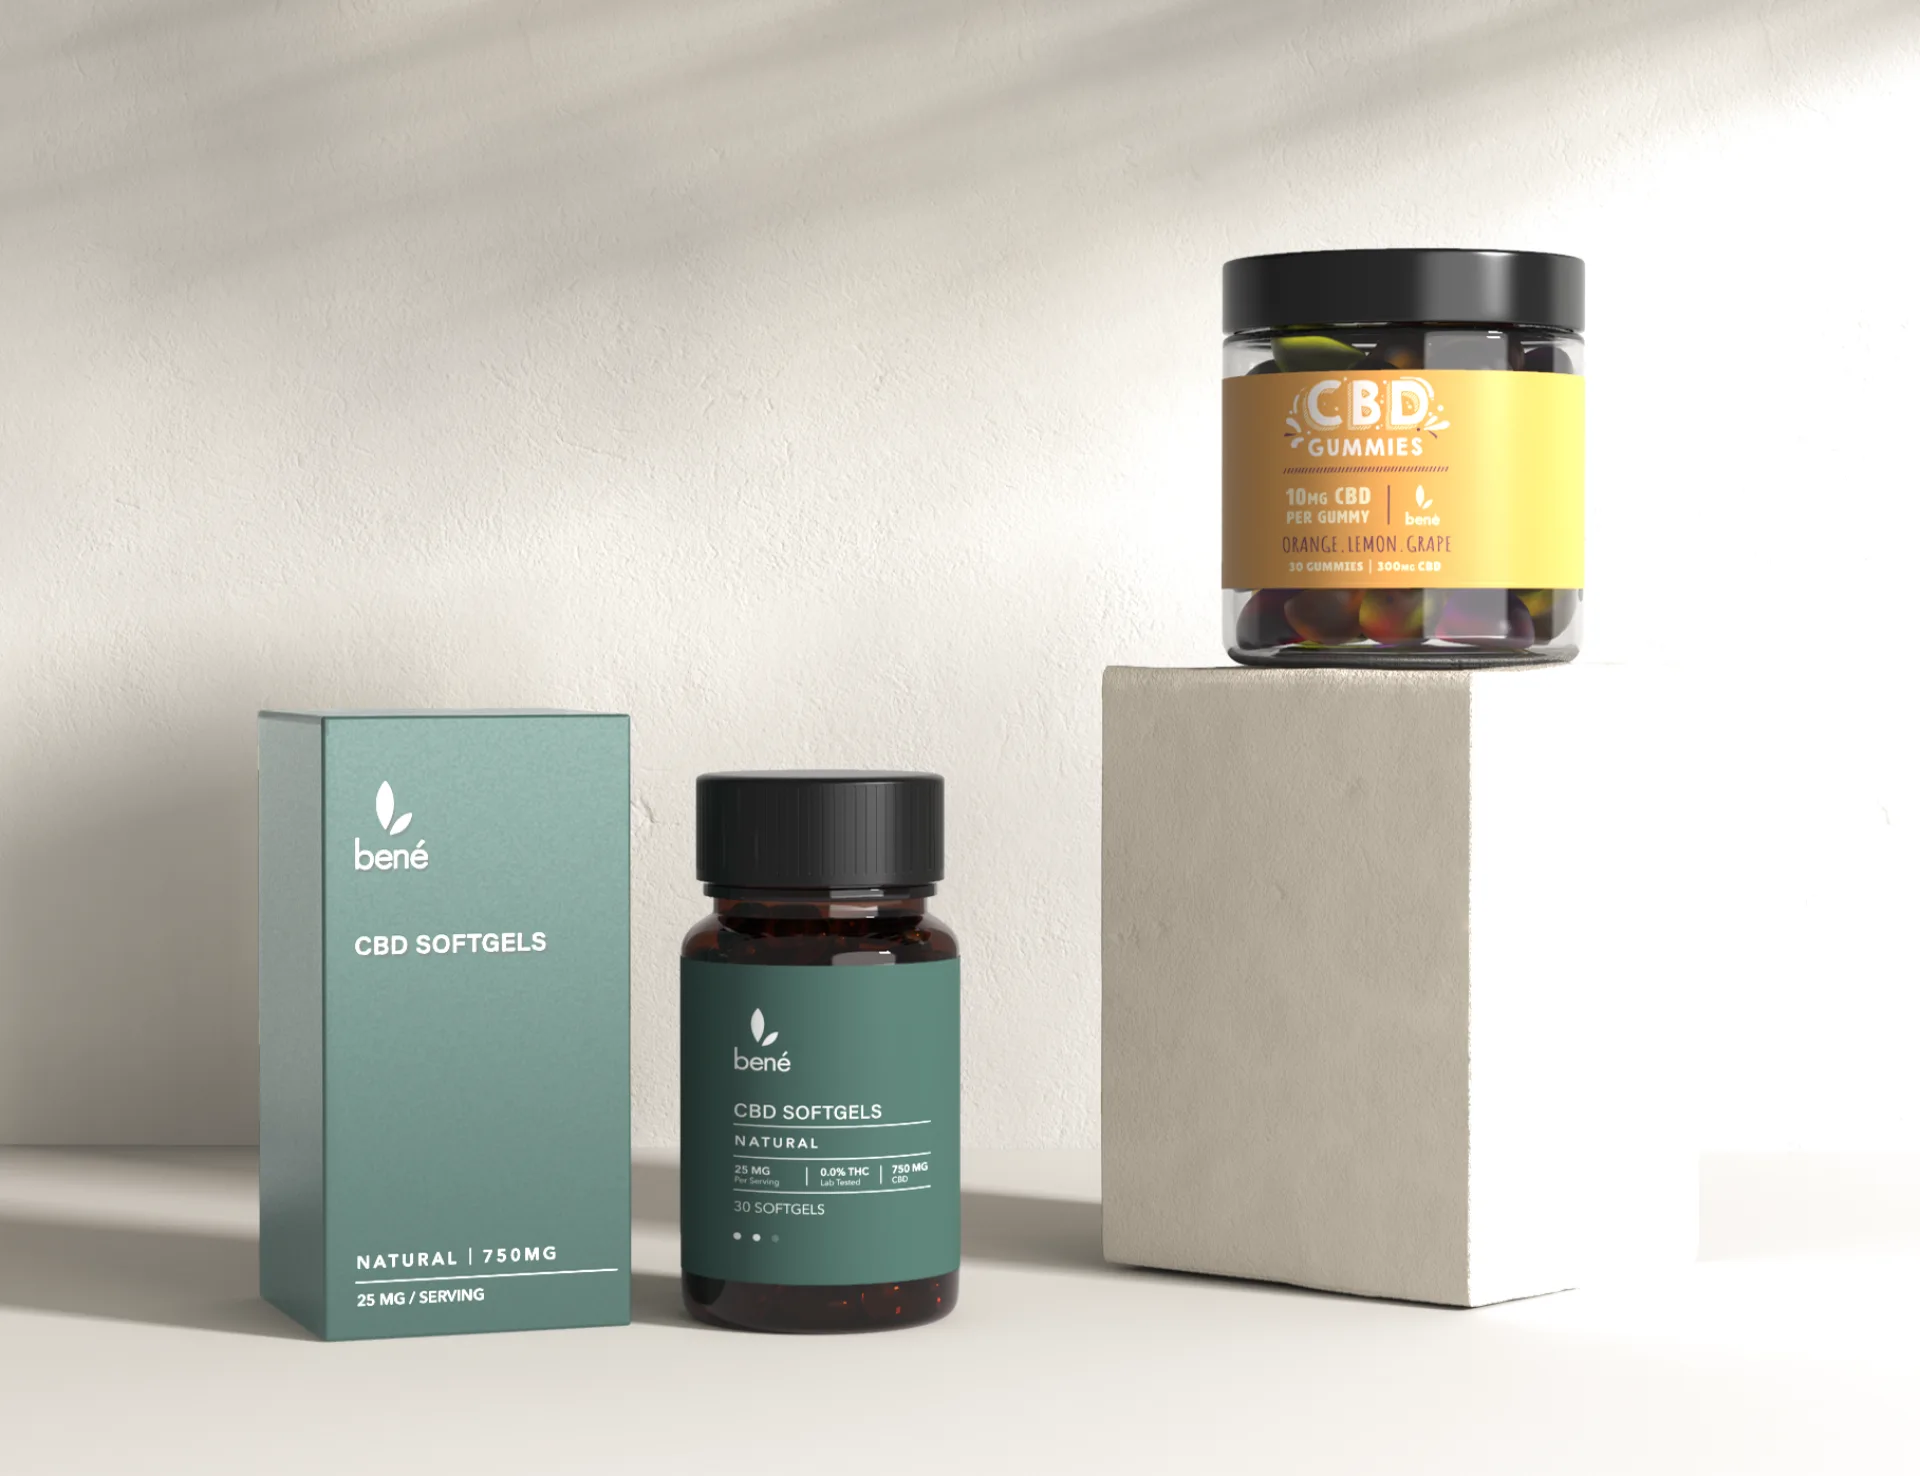 bené
CBD SOFTGELS
NATURAL | 750MG
25 MG / SERVING
bené
CBD SOFTGELS
NATURAL
25 MG
Per Serving
0.0% THC
Lab Tested
750 MG
CBD
30 SOFTGELS
CBD
GUMMIES
10MG CBD
PER GUMMY
bené
ORANGE.LEMON.GRAPE
30 GUMMIES | 300MG CBD